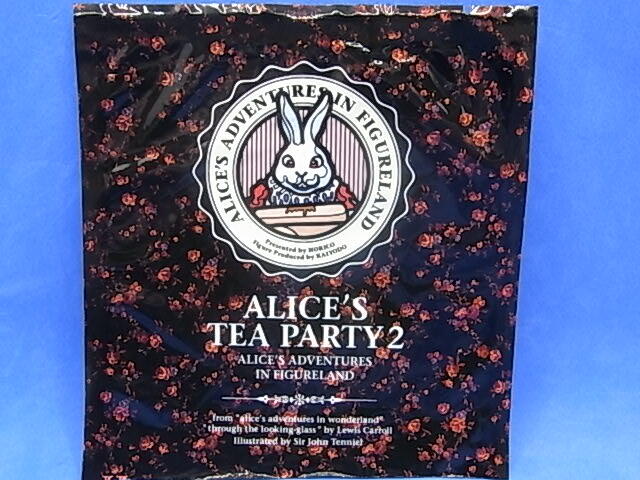 ALICE'S ADVENTURES IN FIGURELAND
Presented by NORICO
Figure Produced by KAIYODO
ALICE'S
TEA PARTY 2
ALICE'S ADVENTURES
IN FIGURELAND
from "alice's adventures in wonderland"
through the looking-glass" by Lewis Carroll
Illustrated by Sir John Tenniel